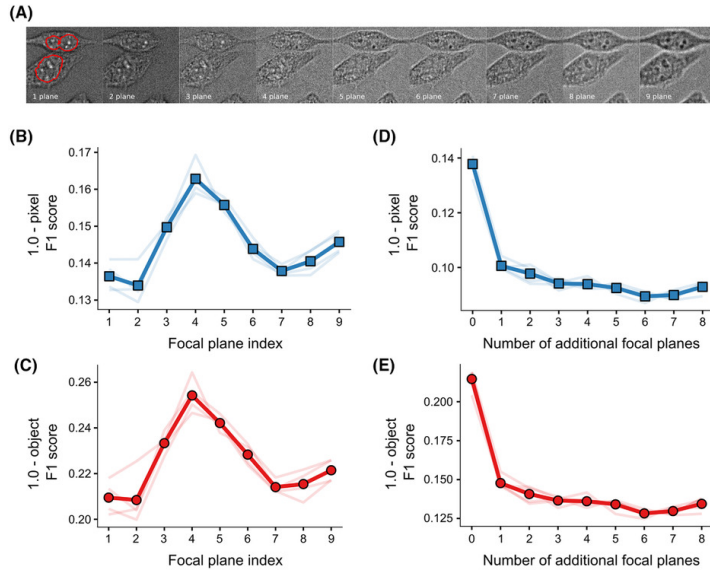 (A)
1 plane 2 plane 3 plane 4 plane 5 plane 6 plane 7 plane 8 plane 9 plane
(B)
0.17
0.16
0.15
0.14
0.13
1.0 - pixel
F1 score
1 2 3 4 5 6 7 8 9
Focal plane index
(D)
0.14
0.12
0.10
1.0 - pixel
F1 score
0 1 2 3 4 5 6 7 8
Number of additional focal planes
(C)
0.26
0.24
0.22
0.20
1.0 - object
F1 score
1 2 3 4 5 6 7 8 9
Focal plane index
(E)
0.200
0.175
0.150
0.125
1.0 - object
F1 score
0 1 2 3 4 5 6 7 8
Number of additional focal planes